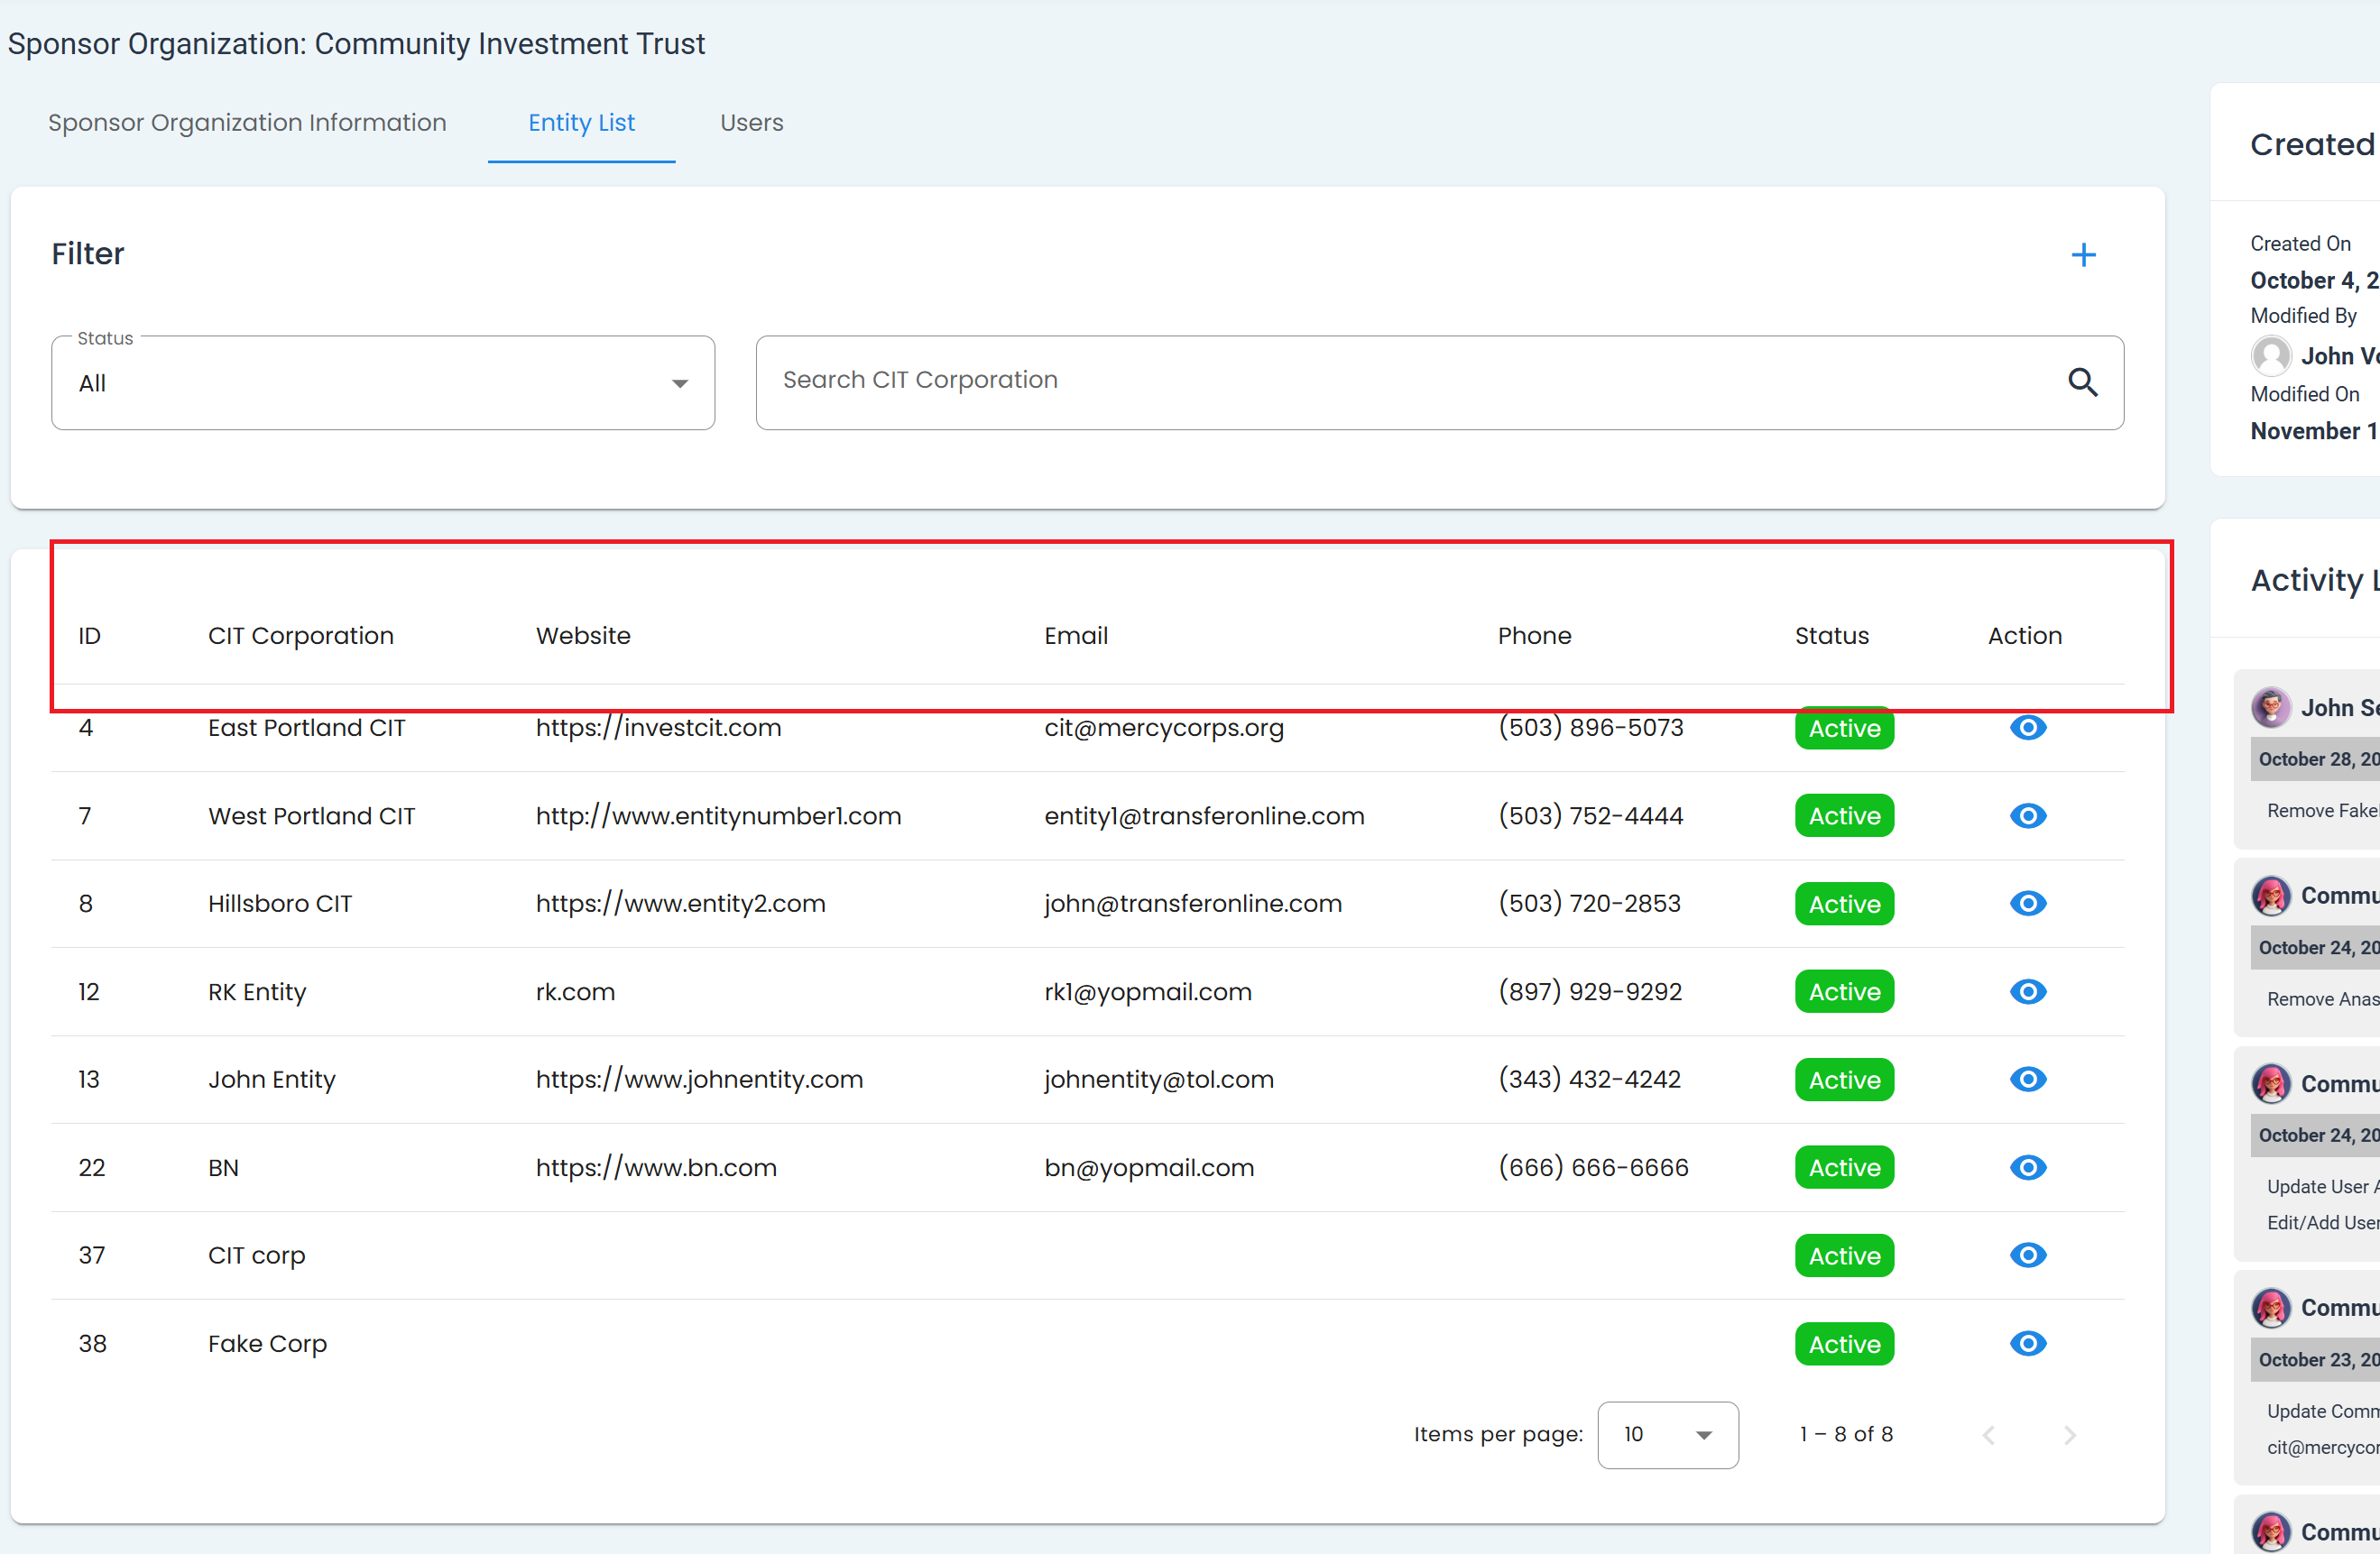 Sponsor Organization: Community Investment Trust
Sponsor Organization Information Entity List Users
Filter
Status
All
Search CIT Corporation
ID CIT Corporation Website Email Phone Status Action
4 East Portland CIT https://investcit.com cit@mercycorps.org (503) 896-5073 Active
7 West Portland CIT http://www.entitynumber1.com entity1@transferonline.com (503) 752-4444 Active
8 Hillsboro CIT https://www.entity2.com john@transferonline.com (503) 720-2853 Active
12 RK Entity rk.com rk1@yopmail.com (897) 929-9292 Active
13 John Entity https://www.johnentity.com johnentity@tol.com (343) 432-4242 Active
22 BN https://www.bn.com bn@yopmail.com (666) 666-6666 Active
37 CIT corp Active
38 Fake Corp Active
Items per page: 10 1 – 8 of 8
Created
Created On
October 4, 2
Modified By
John
Modified On
November 1
Activity
John
October 28, 20
Remove
Commu
October 24, 20
Remove Anas
Commu
October 24, 20
Update User
Edit/Add User
Commu
October 23, 20
Update Comm
cit@mercycor
Commu